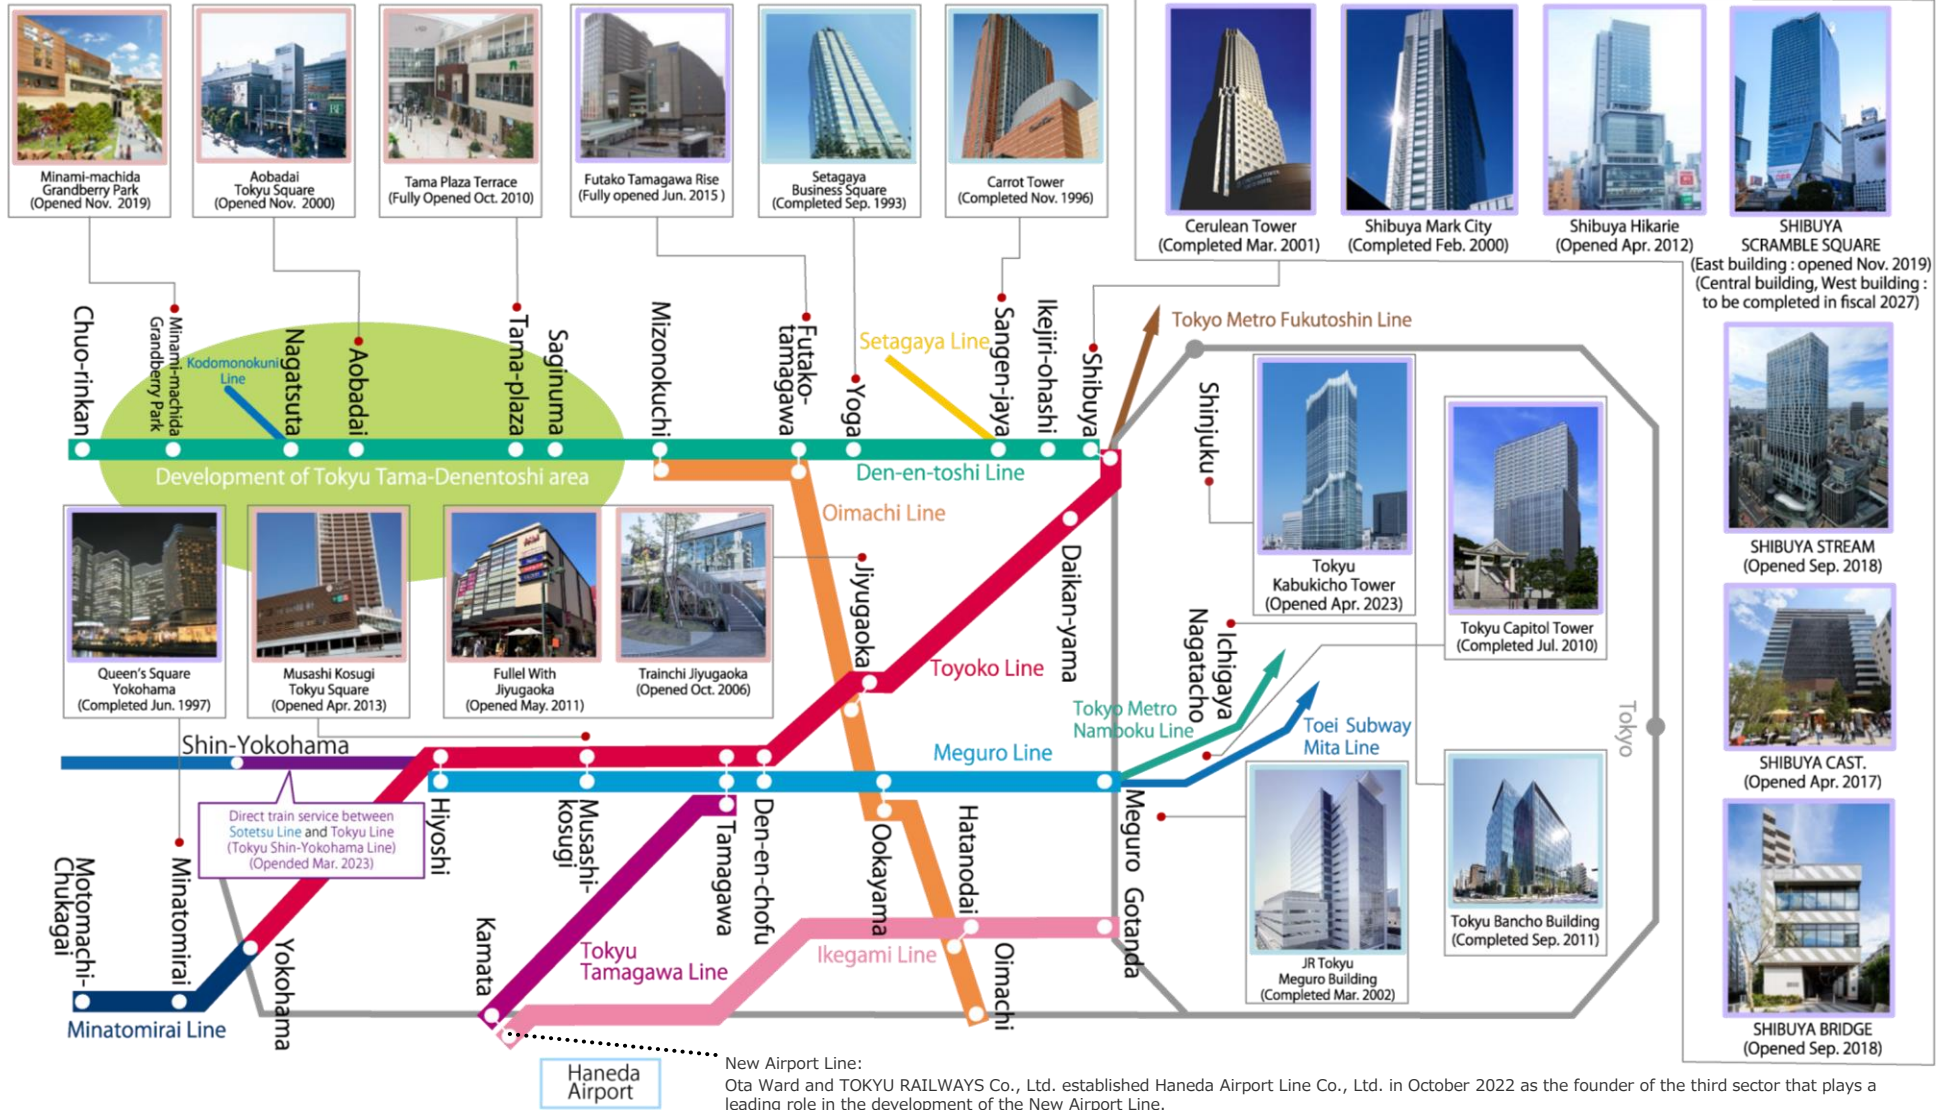 Minami-machida
Grandberry Park
(Opened Nov. 2019)
Aobadai
Tokyu Square
(Opened Nov. 2000)
Tama Plaza Terrace
(Fully Opened Oct. 2010)
Futako Tamagawa Rise
(Fully opened Jun. 2015 )
Setagaya
Business Square
(Completed Sep. 1993)
Carrot Tower
(Completed Nov. 1996)
Cerulean Tower
(Completed Mar. 2001)
Shibuya Mark City
(Completed Feb. 2000)
Shibuya Hikarie
(Opened Apr. 2012)
SHIBUYA
SCRAMBLE SQUARE
(East building : opened Nov. 2019)
(Central building, West building :
to be completed in fiscal 2027)
Chuo-rinkan
Minami-machida
Grandberry Park
Kodomonokuni
Line
Nagatsuta
Aobadai
Tama-plaza
Saginuma
Mizonokuchi
Futako-
tamagawa
Yoga
Setagaya Line
Sangen-jaya
Ikejiri-ohashi
Shibuya
Tokyo Metro Fukutoshin Line
Shinjuku
Development of Tokyu Tama-Denentoshi area
Den-en-toshi Line
Oimachi Line
Tokyu
Kabukicho Tower
(Opened Apr. 2023)
Tokyu Capitol Tower
(Completed Jul. 2010)
SHIBUYA STREAM
(Opened Sep. 2018)
Queen's Square
Yokohama
(Completed Jun. 1997)
Musashi Kosugi
Tokyu Square
(Opened Apr. 2013)
Fullel With
Jiyugaoka
(Opened May. 2011)
Trainchi Jiyugaoka
(Opened Oct. 2006)
Jiyugaoka
Daikan-yama
Toyoko Line
Ichigaya
Nagatacho
Tokyo Metro
Namboku Line
Toei Subway
Mita Line
Tokyo
SHIBUYA CAST.
(Opened Apr. 2017)
Shin-Yokohama
Meguro Line
Direct train service between
Sotetsu Line and Tokyu Line
(Tokyu Shin-Yokohama Line)
(Opended Mar. 2023)
Hiyoshi
Musashi-
kosugi
Tamagawa
Den-en-chofu
Ookayama
Hatanodai
Meguro
Gotanda
Motomachi-
Chukagai
Minatomirai
Yokohama
Kamata
Tokyu
Tamagawa Line
Ikegami Line
Oimachi
Minatomirai Line
JR Tokyu
Meguro Building
(Completed Mar. 2002)
Tokyu Bancho Building
(Completed Sep. 2011)
SHIBUYA BRIDGE
(Opened Sep. 2018)
Haneda
Airport
New Airport Line:
Ota Ward and TOKYU RAILWAYS Co., Ltd. established Haneda Airport Line Co., Ltd. in October 2022 as the founder of the third sector that plays a
leading role in the development of the New Airport Line.